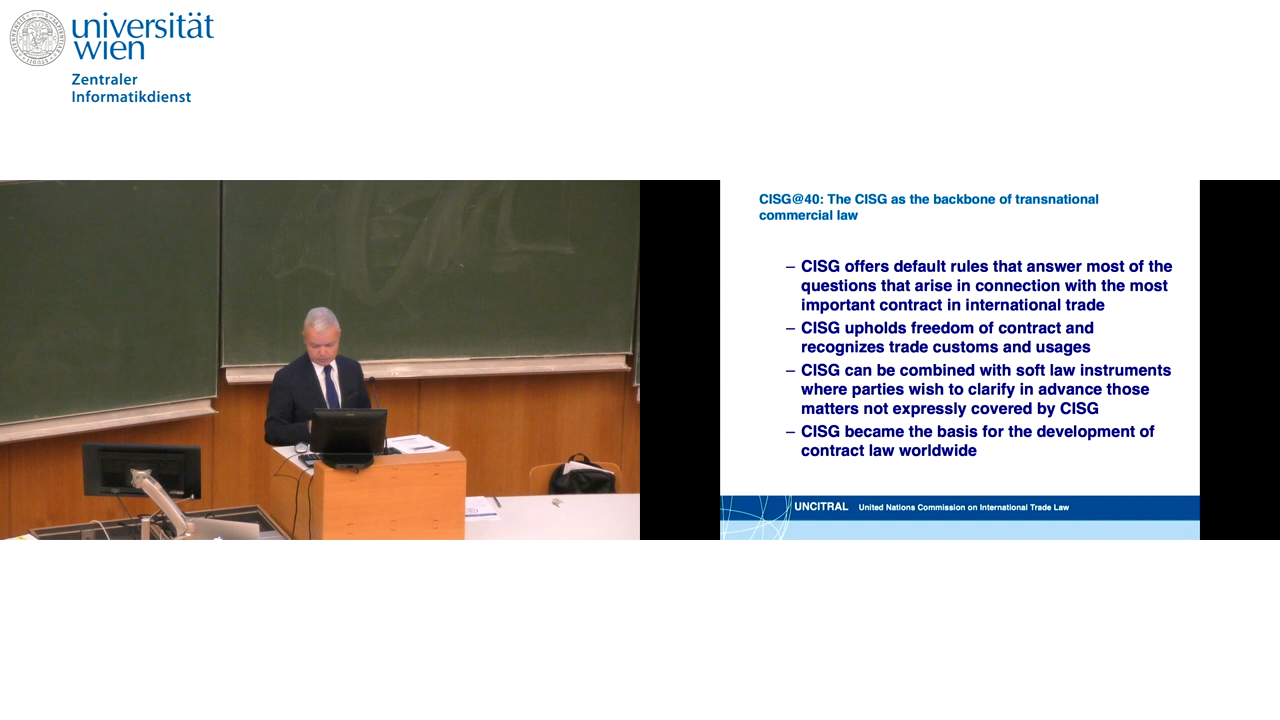 universität
wien
Zentraler
Informatikdienst
CISG@40: The CISG as the backbone of transnational
commercial law
– CISG offers default rules that answer most of the
questions that arise in connection with the most
important contract in international trade
– CISG upholds freedom of contract and
recognizes trade customs and usages
– CISG can be combined with soft law instruments
where parties wish to clarify in advance those
matters not expressly covered by CISG
– CISG became the basis for the development of
contract law worldwide
UNCITRAL United Nations Commission on International Trade Law